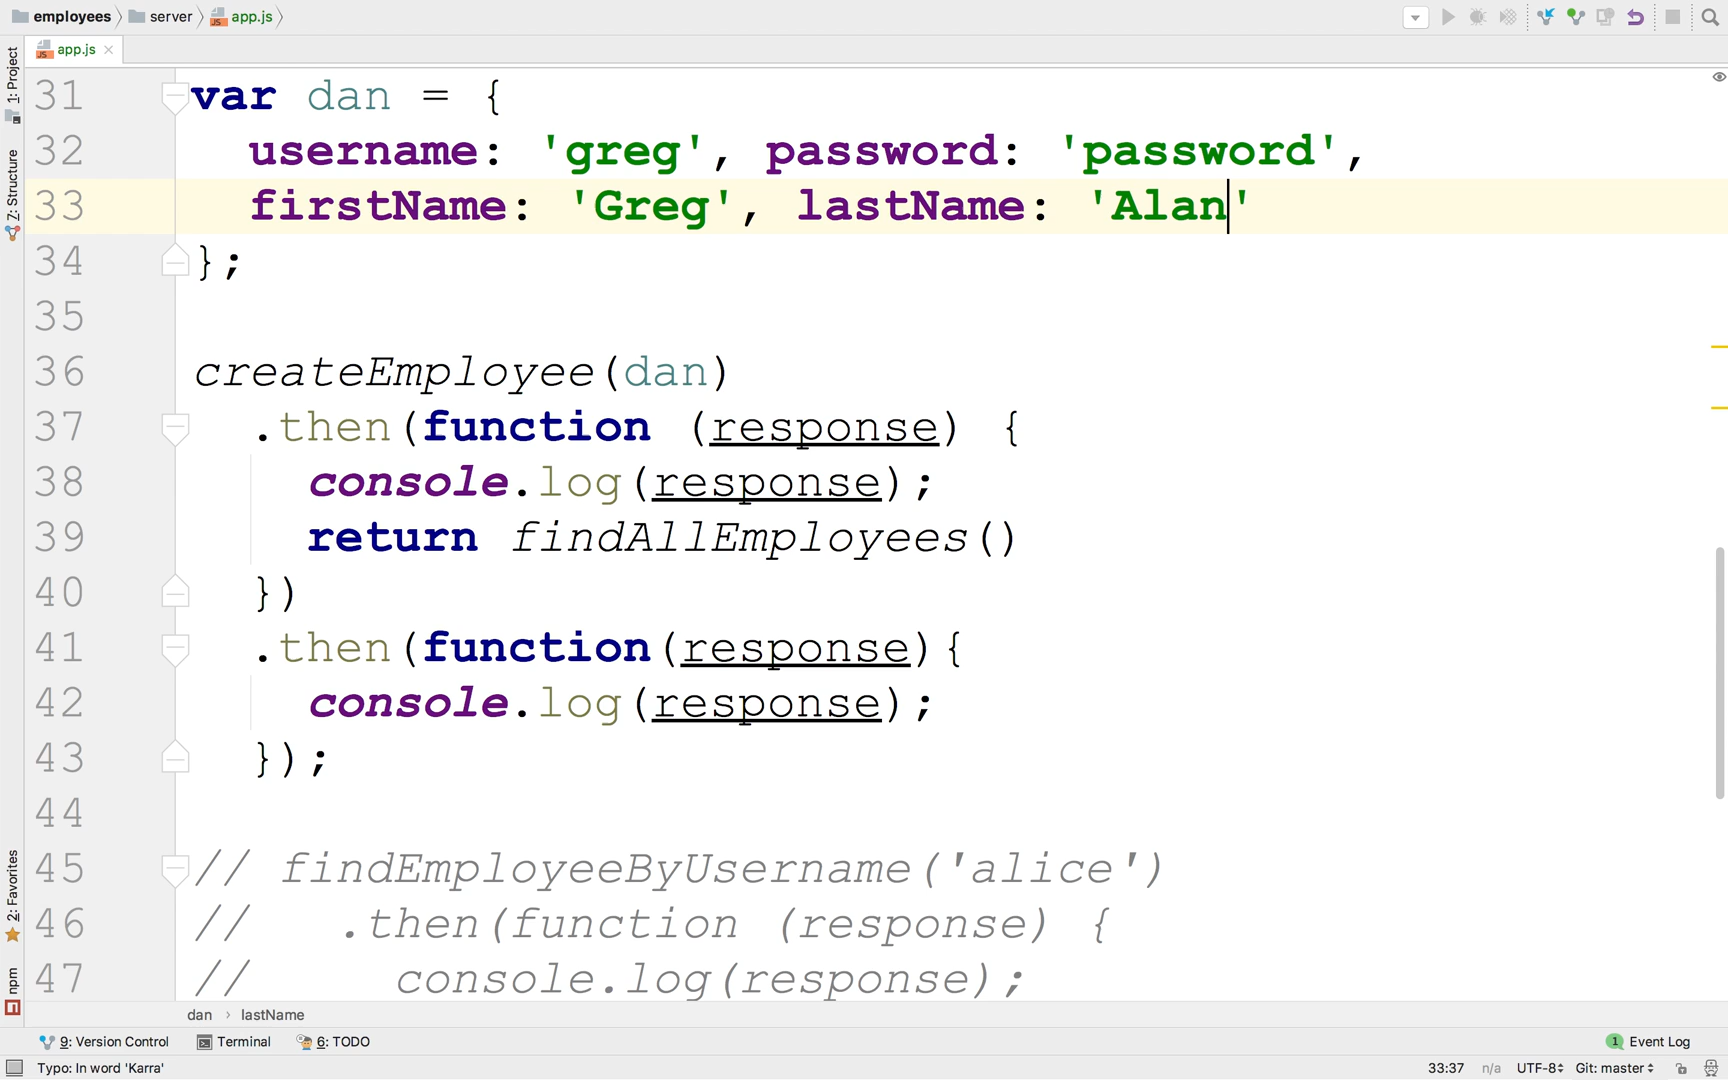 employees server app.js
app.js
1: Project
7: Structure
2: Favorites
npm
31 var dan = {
32 username: 'greg', password: 'password',
33 firstName: 'Greg', lastName: 'Alan'
34 };
35
36 createEmployee(dan)
37 .then(function (response) {
38 console.log(response);
39 return findAllEmployees()
40 })
41 .then(function(response){
42 console.log(response);
43 });
44
45 // findEmployeeByUsername('alice')
46 // .then(function (response) {
47 // console.log(response);
dan › lastName
9: Version Control Terminal 6: TODO 1 Event Log
Typo: In word 'Karra' 33:37 n/a UTF-8 Git: master